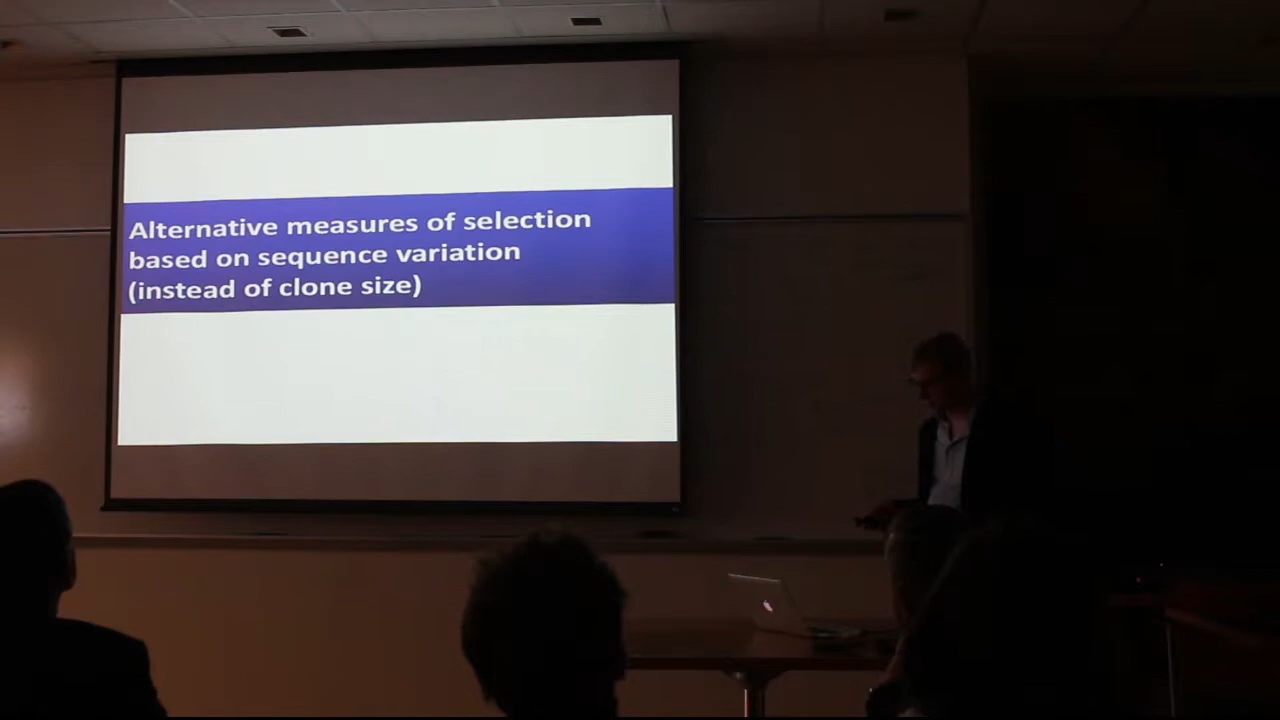 Alternative measures of selection
based on sequence variation
(instead of clone size)